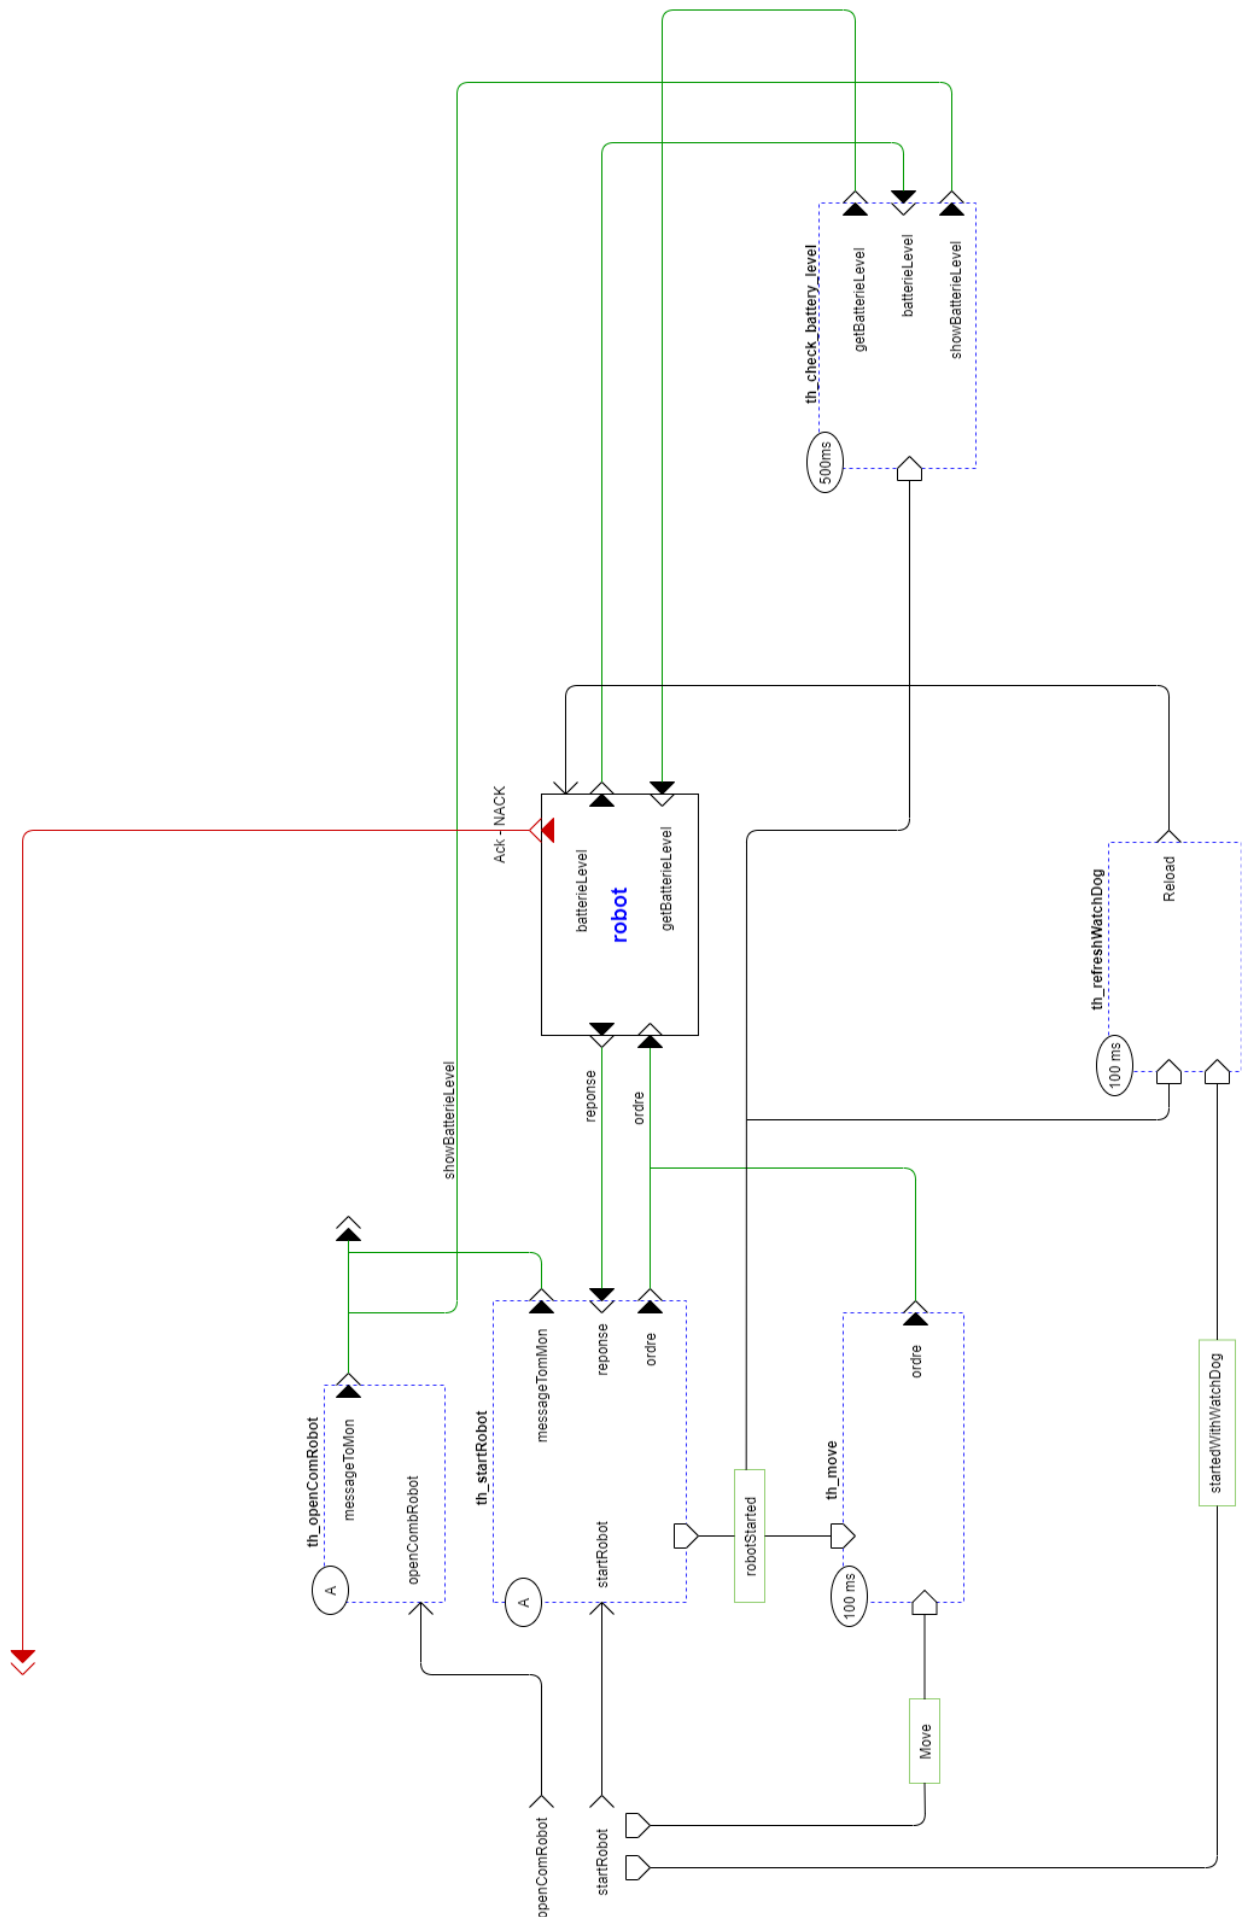 th_openComRobot
A
messageToMon
openCombRobot
showBatterieLevel
th_startRobot
A
messageTomMon
reponse
ordre
startRobot
openComRobot
startRobot
Ack - NACK
batterieLevel
robot
getBatterieLevel
reponse
ordre
robotStarted
th_move
100 ms
ordre
Move
th_check_battery_level
500ms
getBatterieLevel
batterieLevel
showBatterieLevel
th_refreshWatchDog
100 ms
Reload
startedWithWatchDog